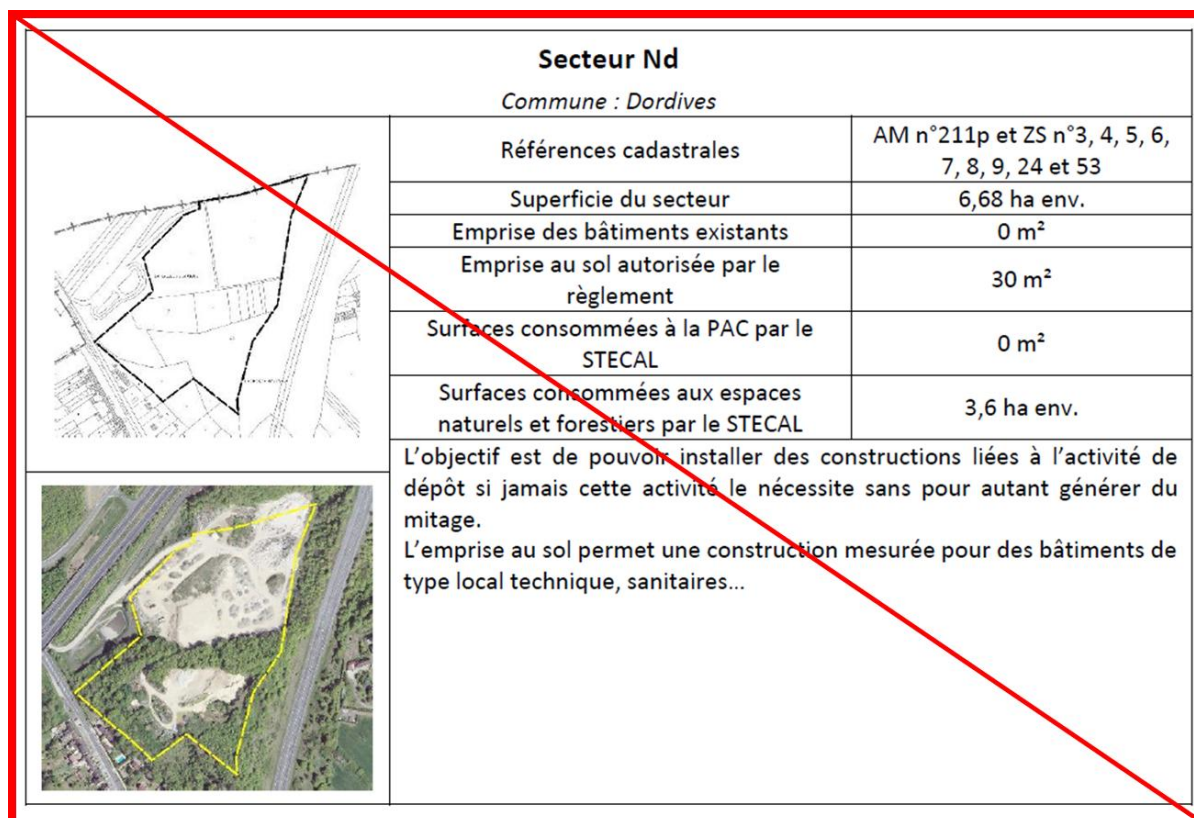 Secteur Nd
Commune : Dordives
Références cadastrales
AM n°211p et ZS n°3, 4, 5, 6,
7, 8, 9, 24 et 53
Superficie du secteur
6,68 ha env.
Emprise des bâtiments existants
0 m²
Emprise au sol autorisée par le
règlement
30 m²
Surfaces consommées à la PAC par le
STECAL
0 m²
Surfaces consommées aux espaces
naturels et forestiers par le STECAL
3,6 ha env.
L'objectif est de pouvoir installer des constructions liées à l'activité de
dépôt si jamais cette activité le nécessite sans pour autant générer du
mitage.
L'emprise au sol permet une construction mesurée pour des bâtiments de
type local technique, sanitaires...